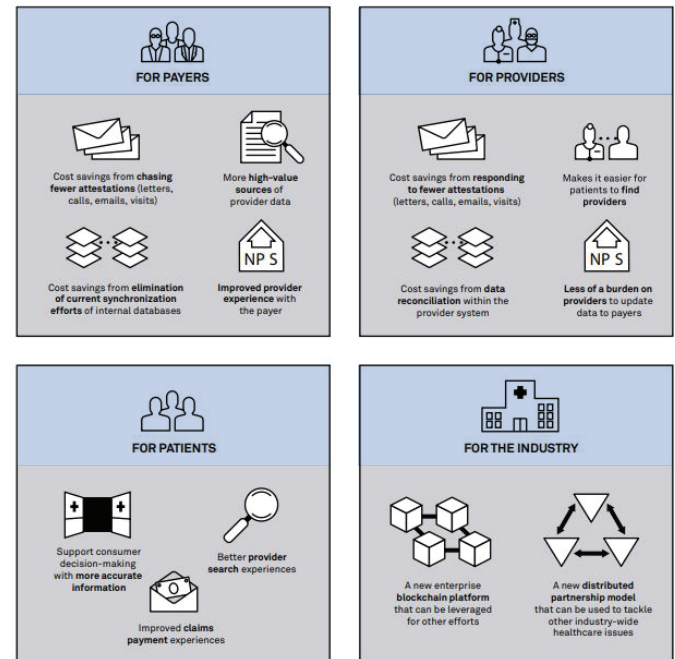 FOR PAYERS
Cost savings from chasing
fewer attestations (letters,
calls, emails, visits)
More high-value
sources of
provider data
NP S
Cost savings from elimination
of current synchronization
efforts of internal databases
Improved provider
experience with
the payer
FOR PROVIDERS
Cost savings from responding
to fewer attestations
(letters, calls, emails, visits)
Makes it easier for
patients to find
providers
NP S
Cost savings from data
reconciliation within the
provider system
Less of a burden on
providers to update
data to payers
FOR PATIENTS
Support consumer
decision-making
with more accurate
information
Better provider
search experiences
Improved claims
payment experiences
FOR THE INDUSTRY
A new enterprise
blockchain platform
that can be leveraged
for other efforts
A new distributed
partnership model
that can be used to tackle
other industry-wide
healthcare issues